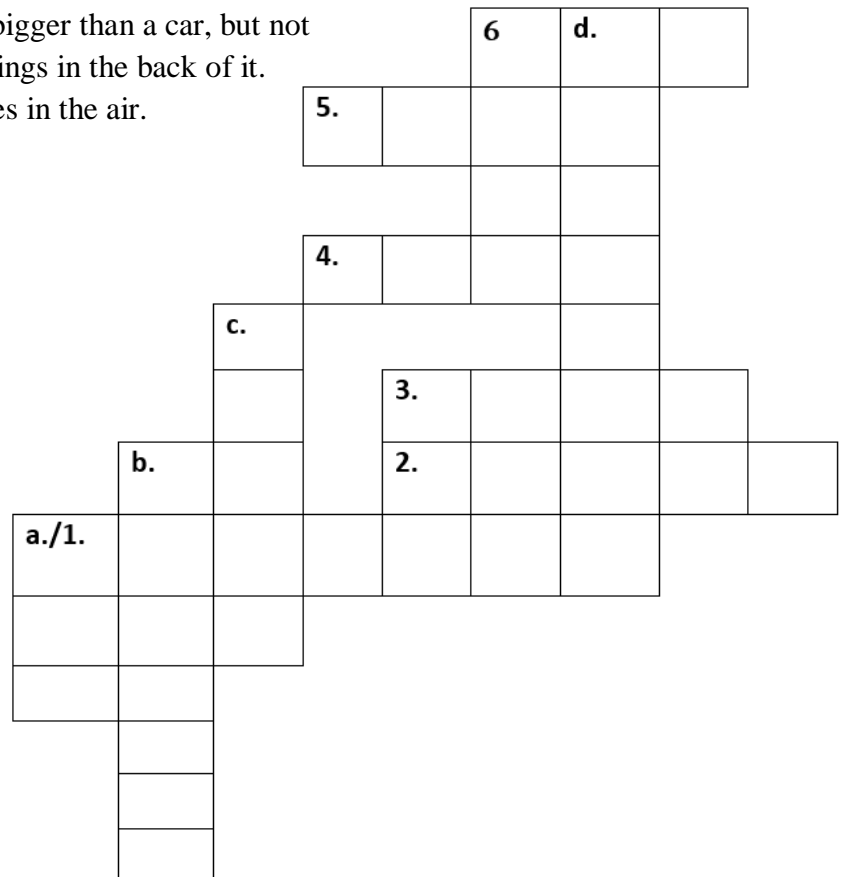 bigger than a car, but not
ings in the back of it.
es in the air.
6 d.
5.
4.
c.
3.
b. 2.
a./1.